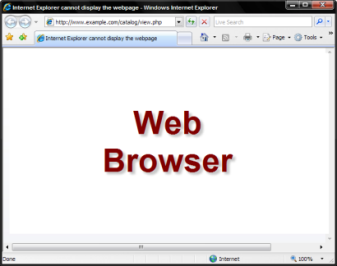 Internet Explorer cannot display the webpage - Windows Internet Explorer
http://www.example.com/catalog/view.php
Live Search
Internet Explorer cannot display the webpage
Page
Tools
Web
Browser
Done
Internet
100%